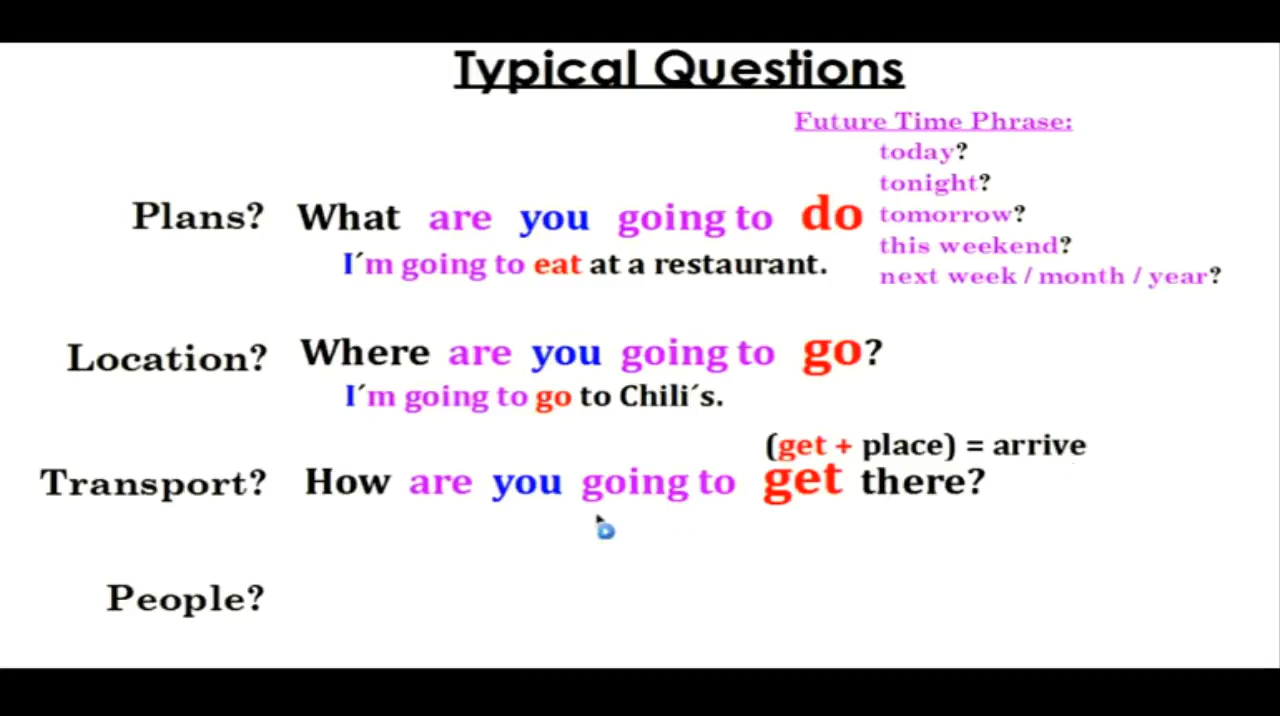 Typical Questions
Future Time Phrase:
today?
tonight?
Plans? What are you going to do tomorrow?
this weekend?
I´m going to eat at a restaurant.
next week / month / year?
Location? Where are you going to go?
I´m going to go to Chili´s.
(get + place) = arrive
Transport? How are you going to get there?
People?